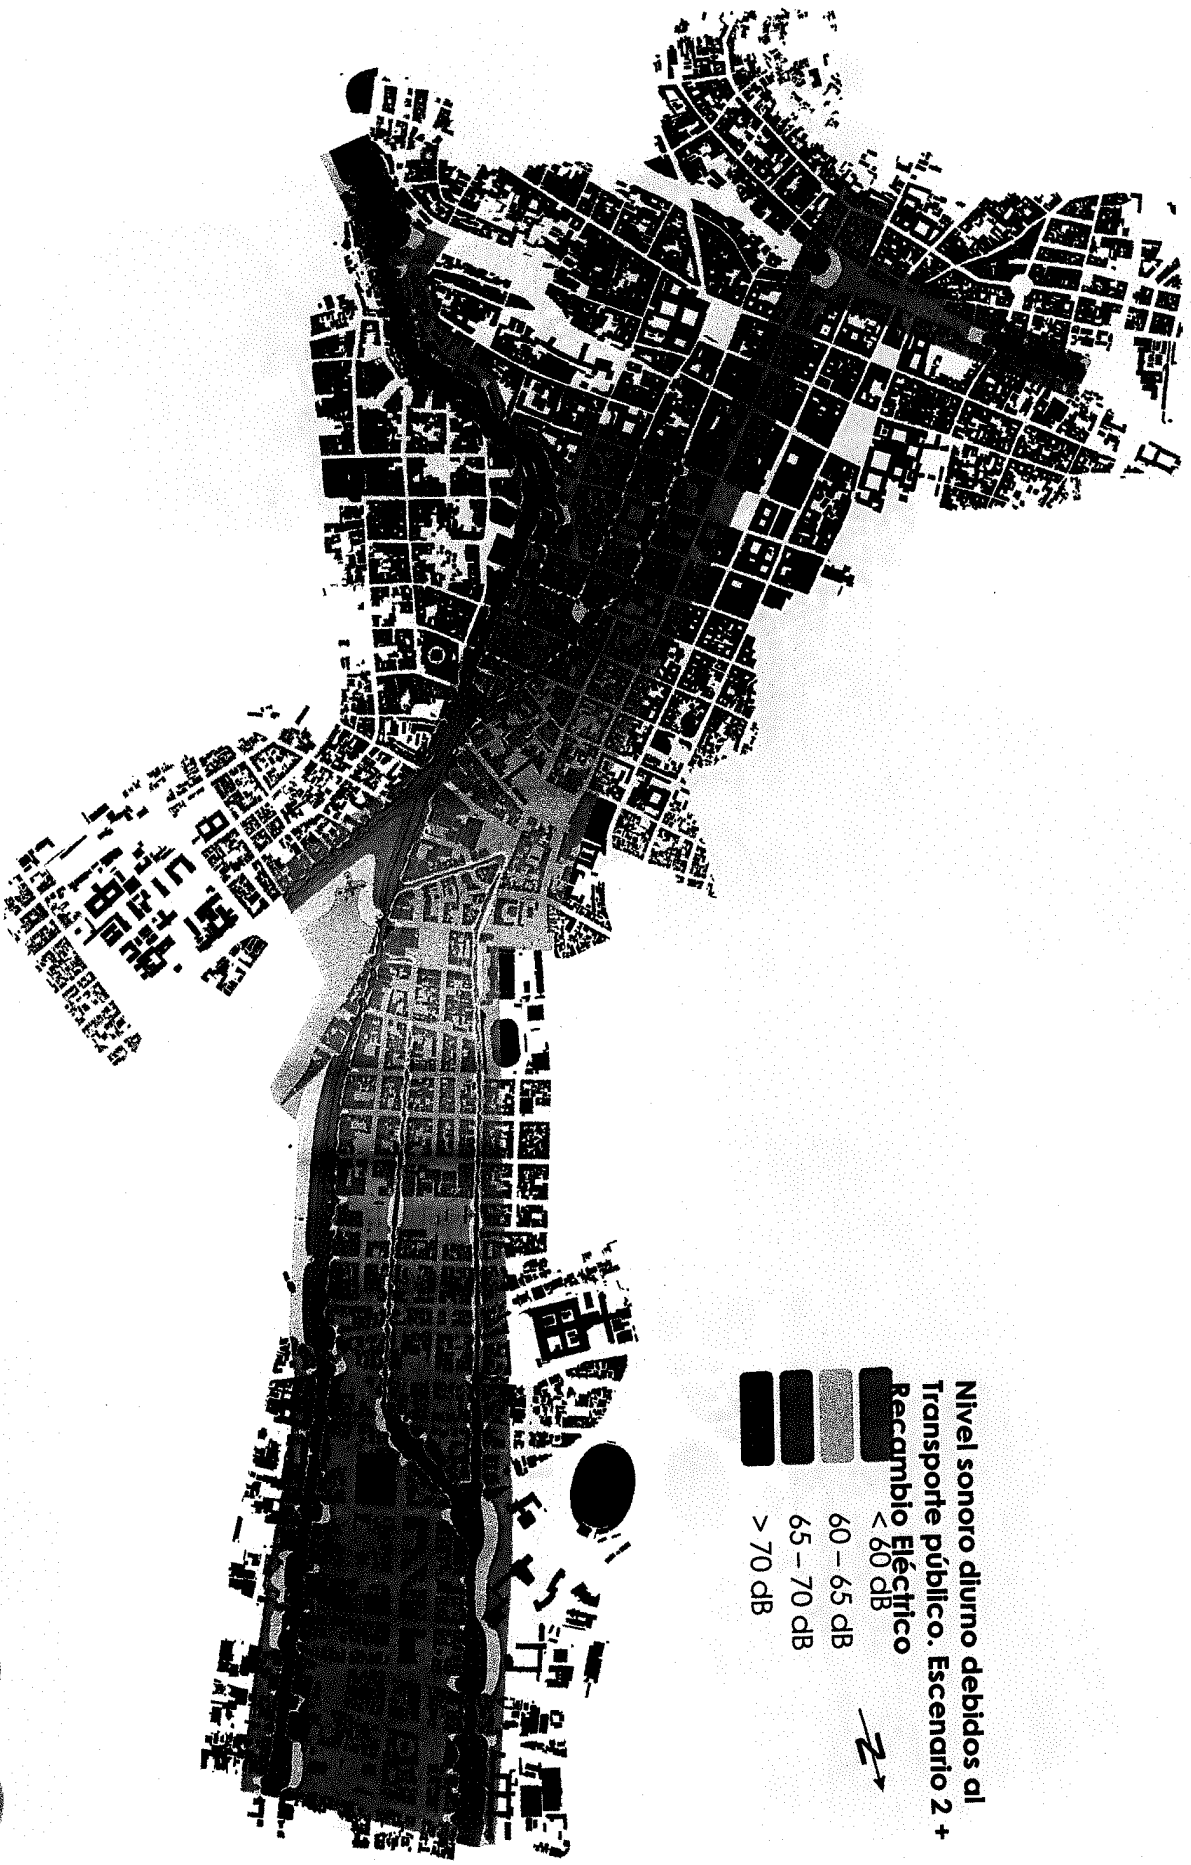 Nivel sonoro diurno debidos al
Transporte público. Escenario 2 +
Recambio Eléctrico
< 60 dB
60 – 65 dB
65 – 70 dB
> 70 dB
N